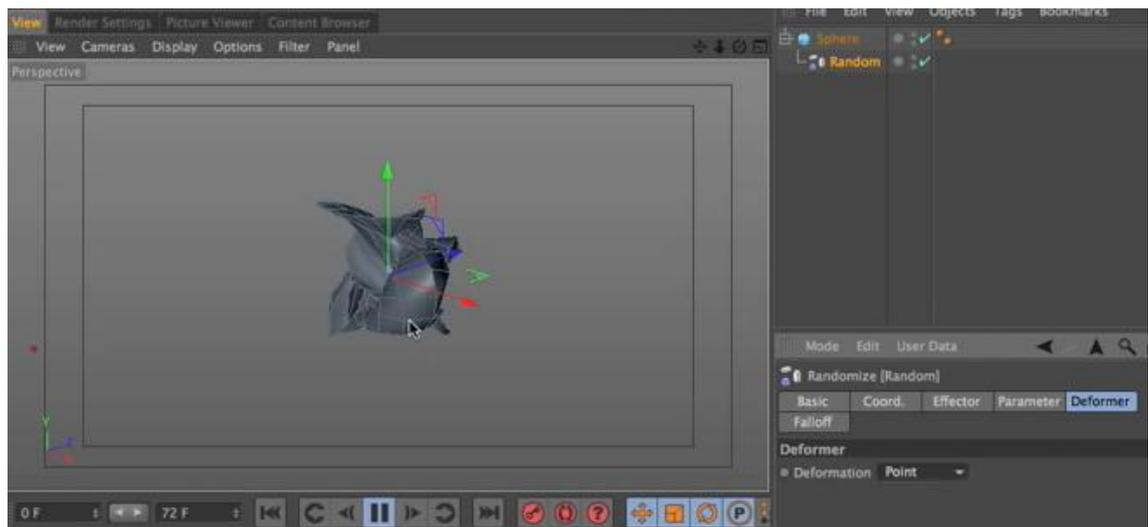 View Render Settings Picture Viewer Content Browser
View Cameras Display Options Filter Panel
Perspective
File Edit View Objects Tags Bookmarks
Sphere
Random
Mode Edit User Data
Randomize [Random]
Basic Coord. Effector Parameter Deformer
Falloff
Deformer
Deformation Point
Y
Z
X
0 F 72 F
P